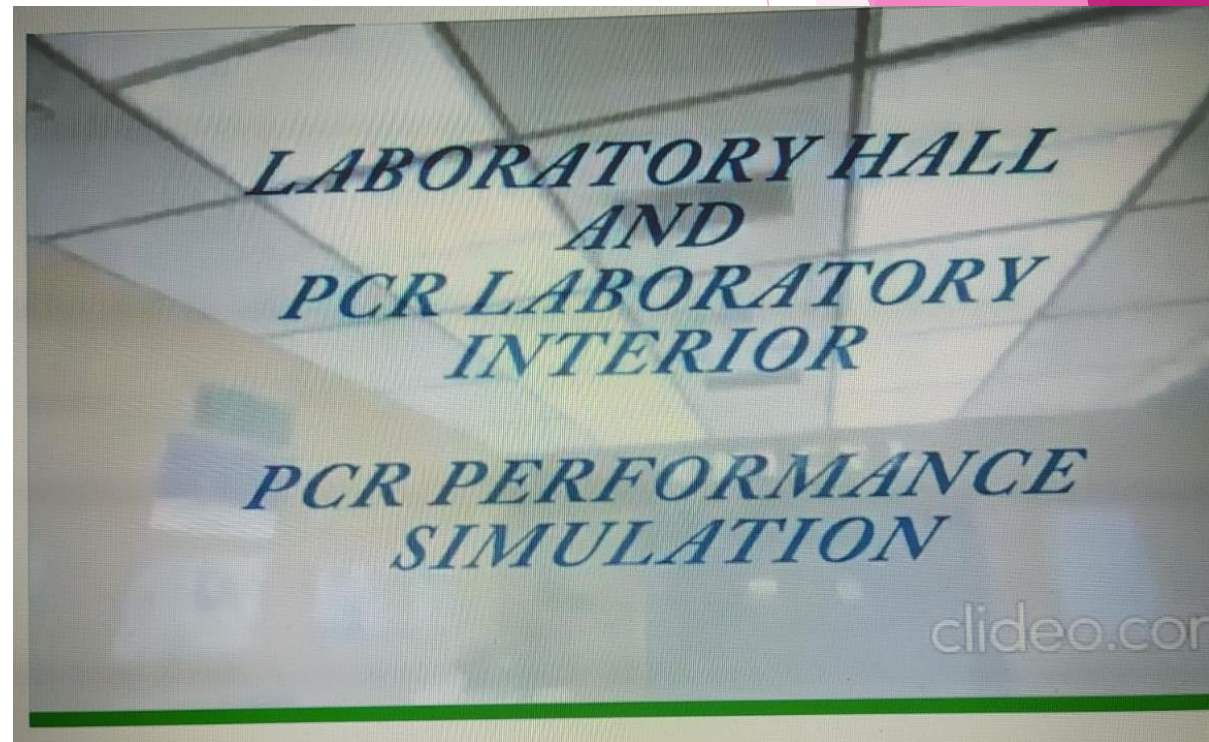 LABORATORY HALL
AND
PCR LABORATORY
INTERIOR
PCR PERFORMANCE
SIMULATION
clideo.com